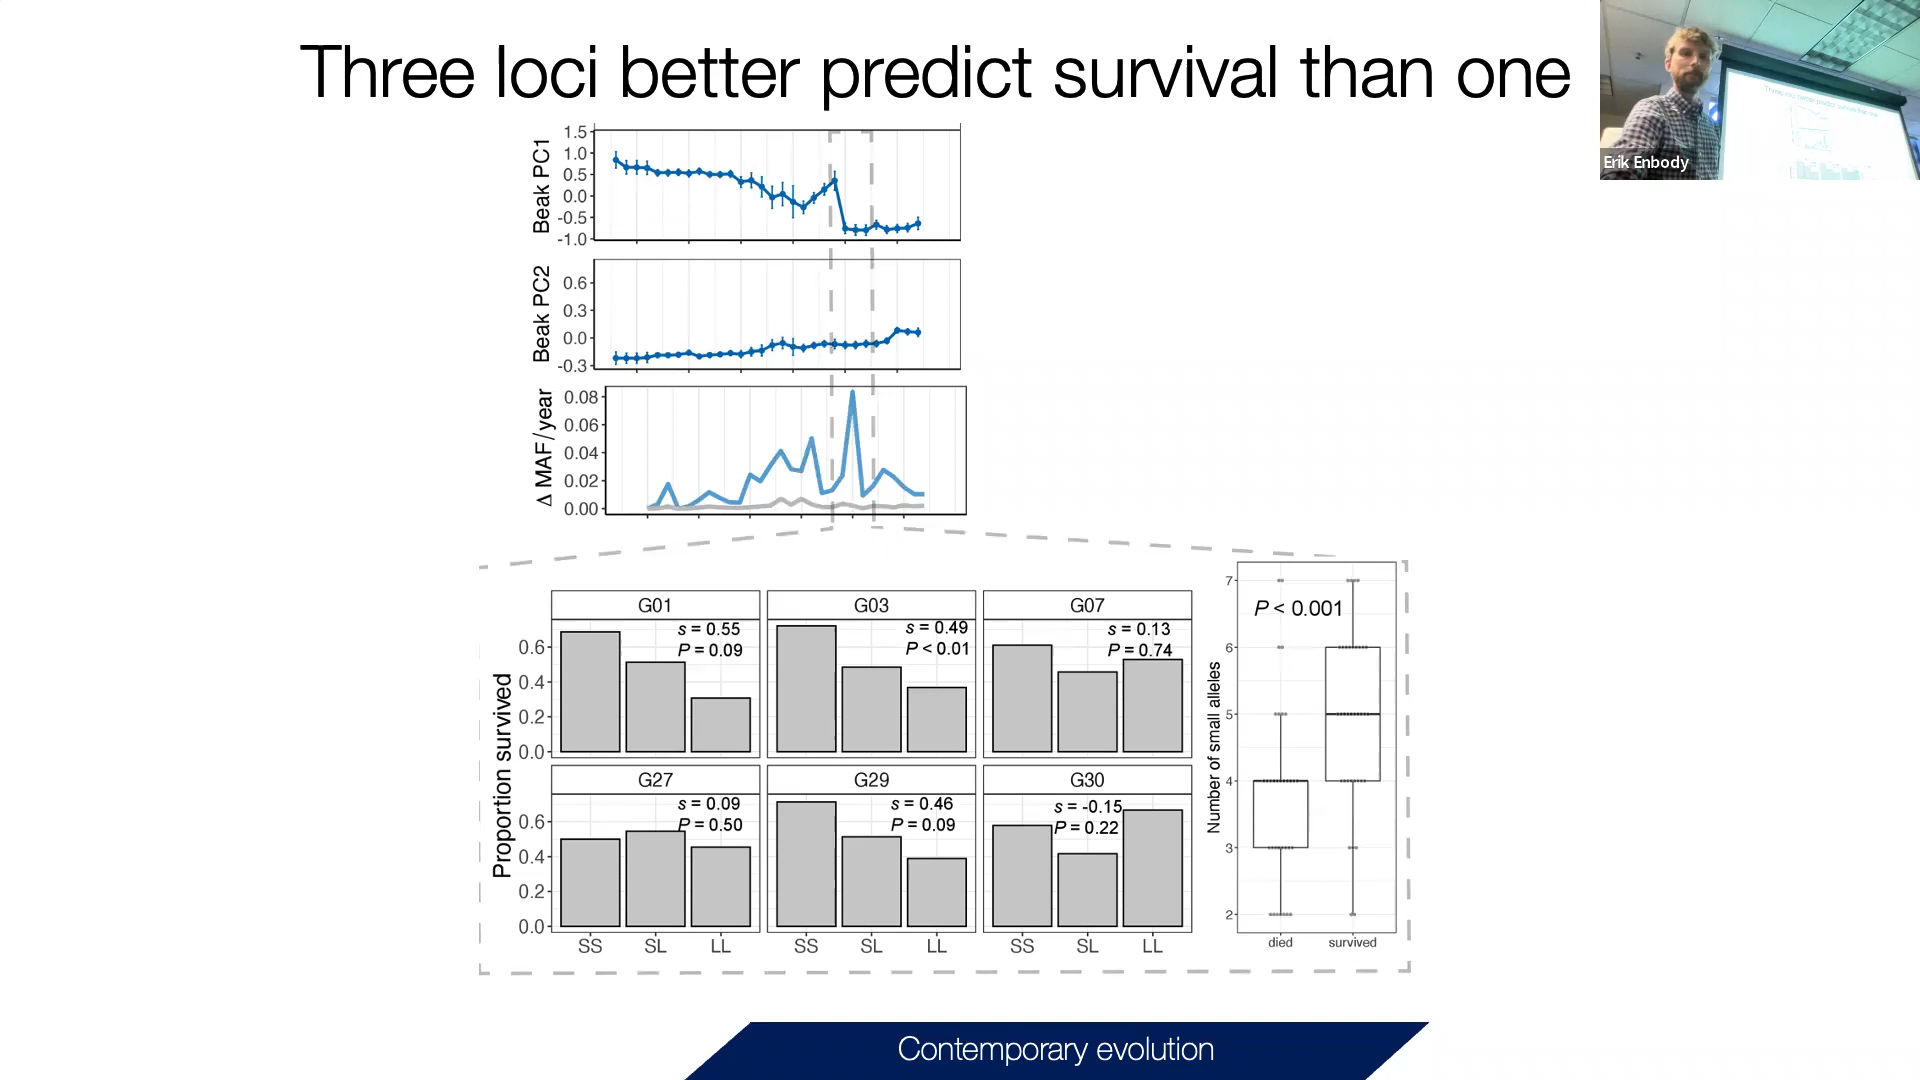 Three loci better predict survival than one
Erik Enbody
Beak PC1
1.5
1.0
0.5
0.0
-0.5
-1.0
Beak PC2
0.6
0.3
0.0
-0.3
Δ MAF/year
0.08
0.06
0.04
0.02
0.00
Proportion survived
G01
s = 0.55
P = 0.09
G03
s = 0.49
P < 0.01
G07
s = 0.13
P = 0.74
0.6
0.4
0.2
0.0
G27
s = 0.09
P = 0.50
G29
s = 0.46
P = 0.09
G30
s = -0.15
P = 0.22
0.6
0.4
0.2
0.0
SS SL LL SS SL LL SS SL LL
Number of small alleles
7
6
5
4
3
2
P < 0.001
died survived
Contemporary evolution